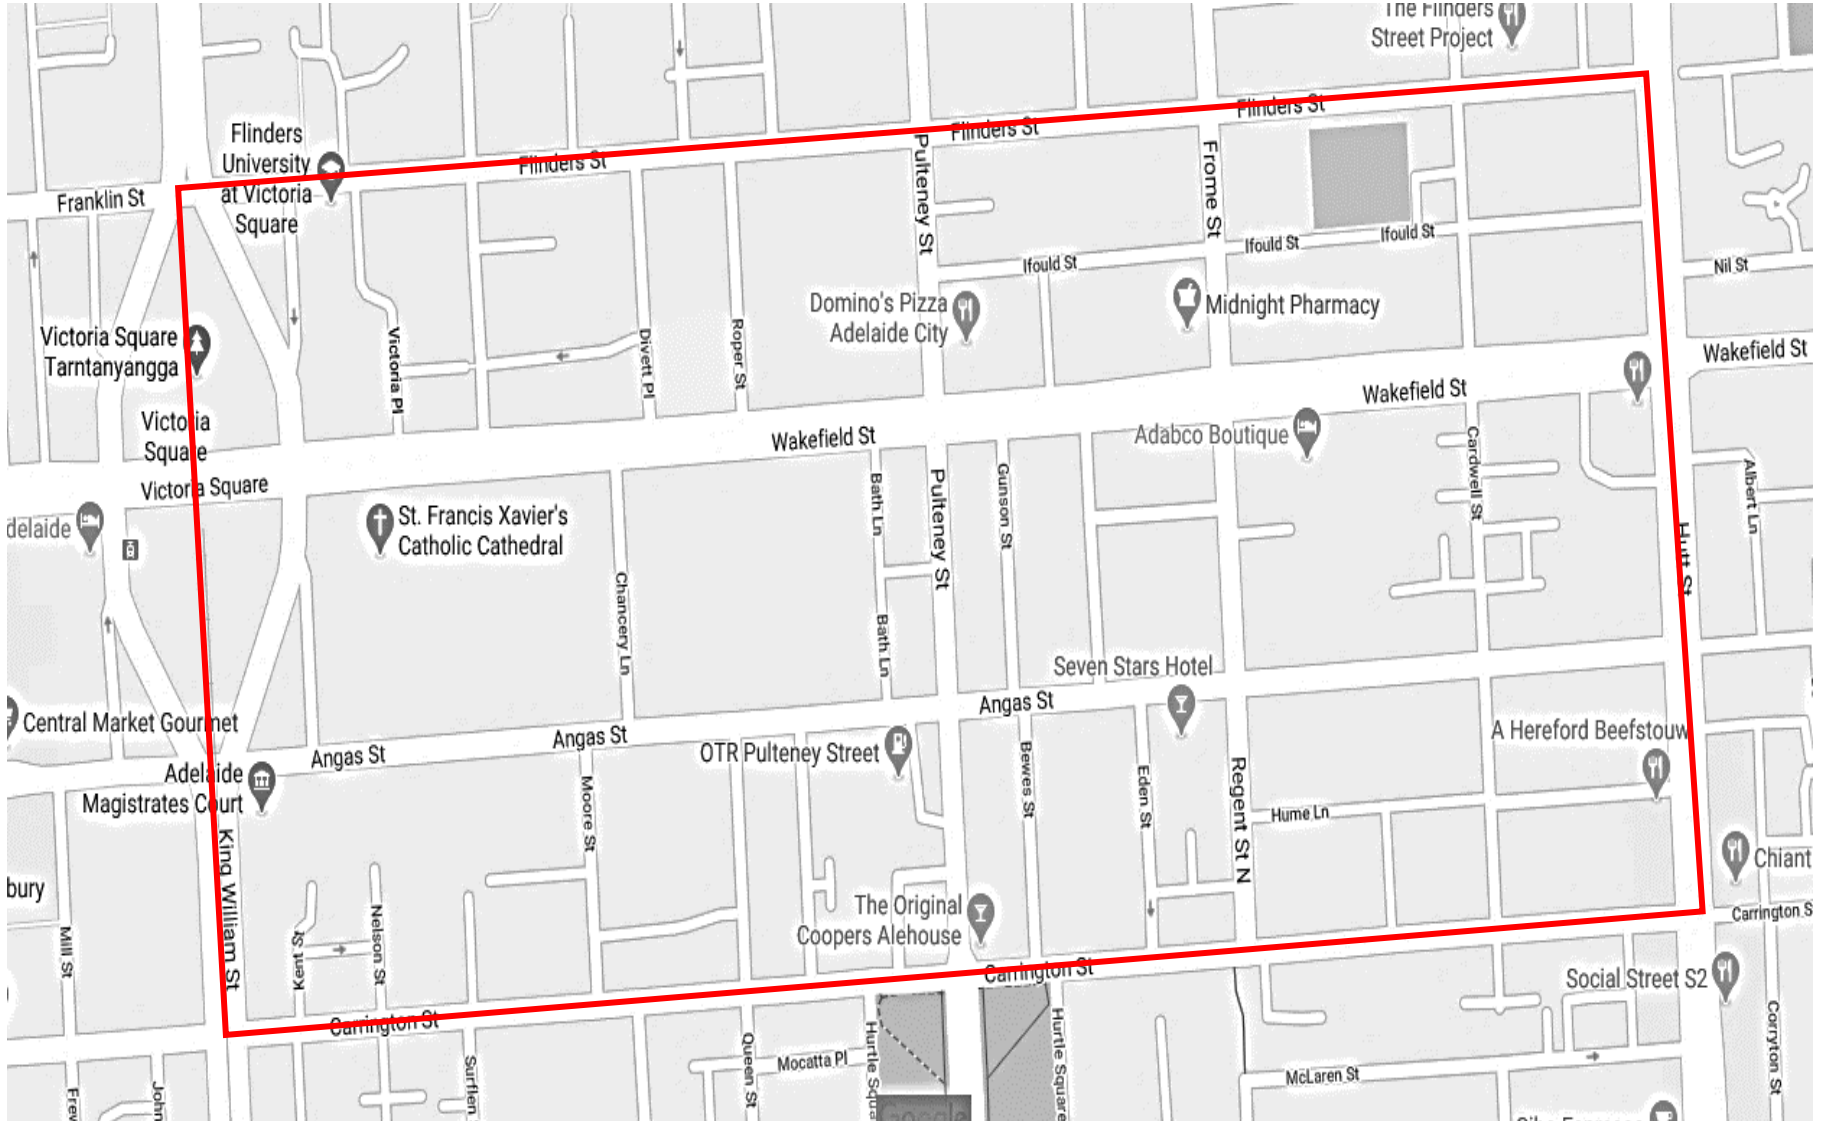 The Flinders
Street Project
Flinders
University
at Victoria
Square
Flinders St
Flinders St
Flinders St
Franklin St
Pulteney St
Frome St
Ifould St
Ifould St
Ifould St
Nil St
Victoria Square
Tarntanyangga
Victoria Pl
Divett Pl
Roper St
Domino's Pizza
Adelaide City
Midnight Pharmacy
Wakefield St
Wakefield St
Wakefield St
Victoria
Square
Victoria Square
Adabco Boutique
Cardwell St
Albert Ln
delaide
St. Francis Xavier's
Catholic Cathedral
Bath Ln
Pulteney St
Gunson St
Hutt St
Chancery Ln
Bath Ln
Seven Stars Hotel
Central Market Gourmet
Angas St
Angas St
Angas St
A Hereford Beefstouw
OTR Pulteney Street
Adelaide
Magistrates Court
Moore St
Bewes St
Eden St
Regent St N
Hume Ln
King William St
Chiant
bury
The Original
Coopers Alehouse
Mill St
Kent St
Nelson St
Carrington S
Carrington St
Carrington St
Social Street S2
Surflen
Queen St
Mocatta Pl
Hurtle Squa
Hurtle Square
McLaren St
Corryton St
Frew
John
Google